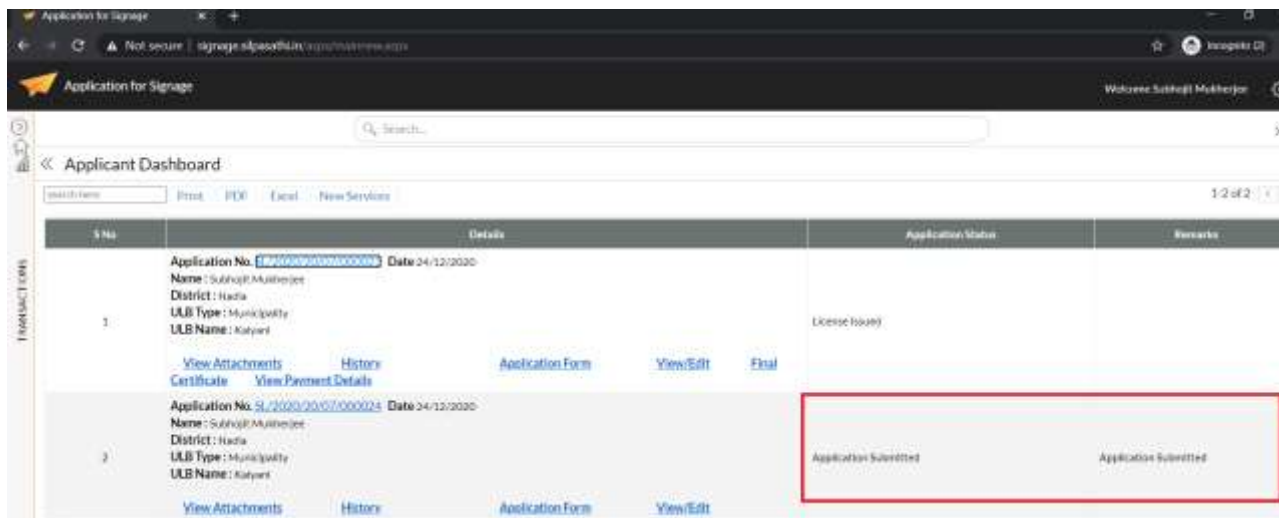 Application for Signage
Not secure | signage.silpasathi.in
Incognito (2)
Application for Signage
Welcome Subhojit Mukherjee
Search...
Applicant Dashboard
search here
Print PDF Excel New Services
1-2 of 2
S No Details Application Status Remarks
TRANSACTIONS
Application No. Date 24/12/2020
Name : Subhojit Mukherjee
District : Nadia
ULB Type : Municipality
ULB Name : Kalyani
1
License Issued
View Attachments History Application Form View/Edit Final
Certificate View Payment Details
Application No. SL/2020/20/07/000024 Date 24/12/2020
Name : Subhojit Mukherjee
District : Nadia
ULB Type : Municipality
ULB Name : Kalyani
2
Application Submitted Application Submitted
View Attachments History Application Form View/Edit